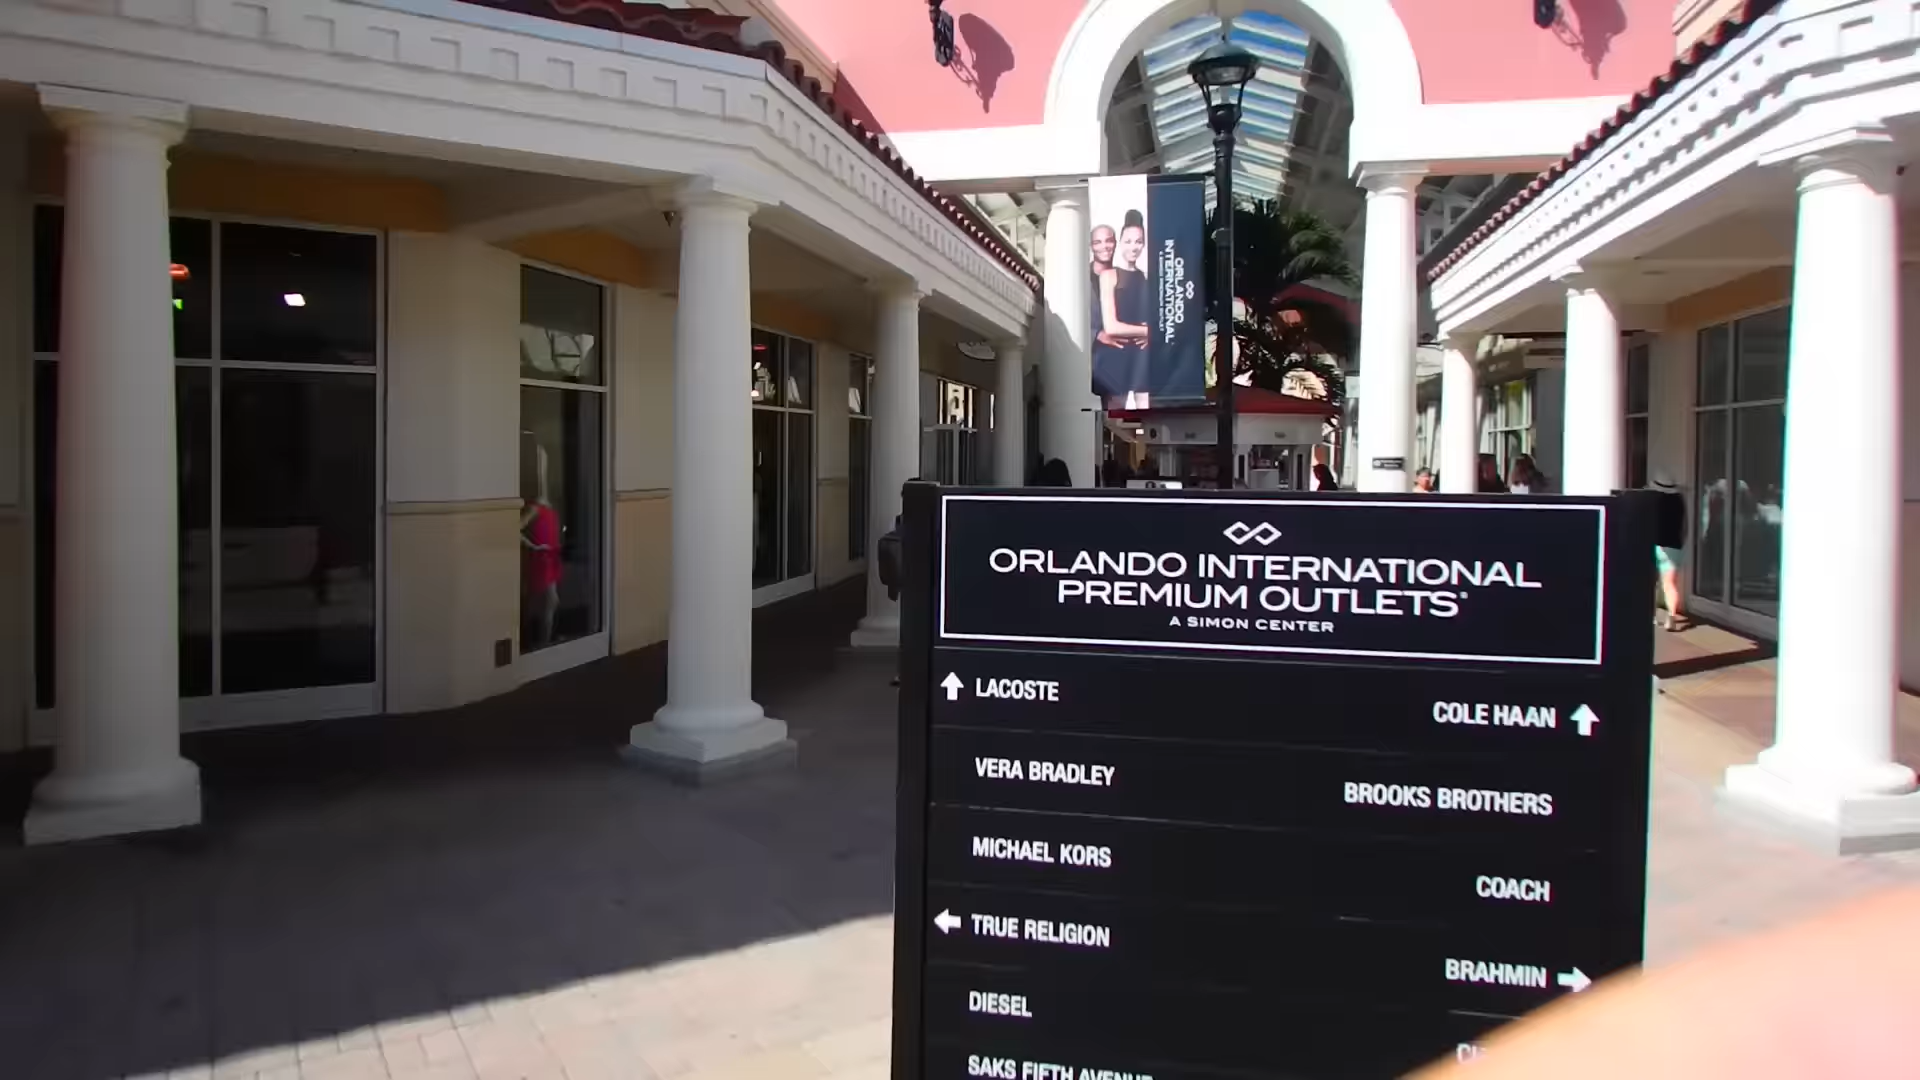 ORLANDO
INTERNATIONAL
ORLANDO INTERNATIONAL
PREMIUM OUTLETS®
A SIMON CENTER
LACOSTE
COLE HAAN
VERA BRADLEY
BROOKS BROTHERS
MICHAEL KORS
COACH
TRUE RELIGION
BRAHMIN
DIESEL
SAKS FIFTH AVENUE